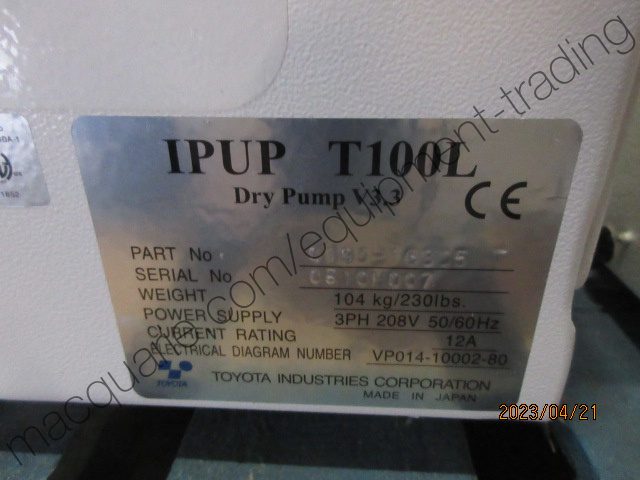 IPUP T100L
Dry Pump V3.3
CE
PART No
SERIAL No
WEIGHT 104 kg/230lbs.
POWER SUPPLY 3PH 208V 50/60Hz
CURRENT RATING 12A
ELECTRICAL DIAGRAM NUMBER VP014-10002-80
TOYOTA
TOYOTA INDUSTRIES CORPORATION
MADE IN JAPAN
2023/04/21
macquarie.com/equipment-trading